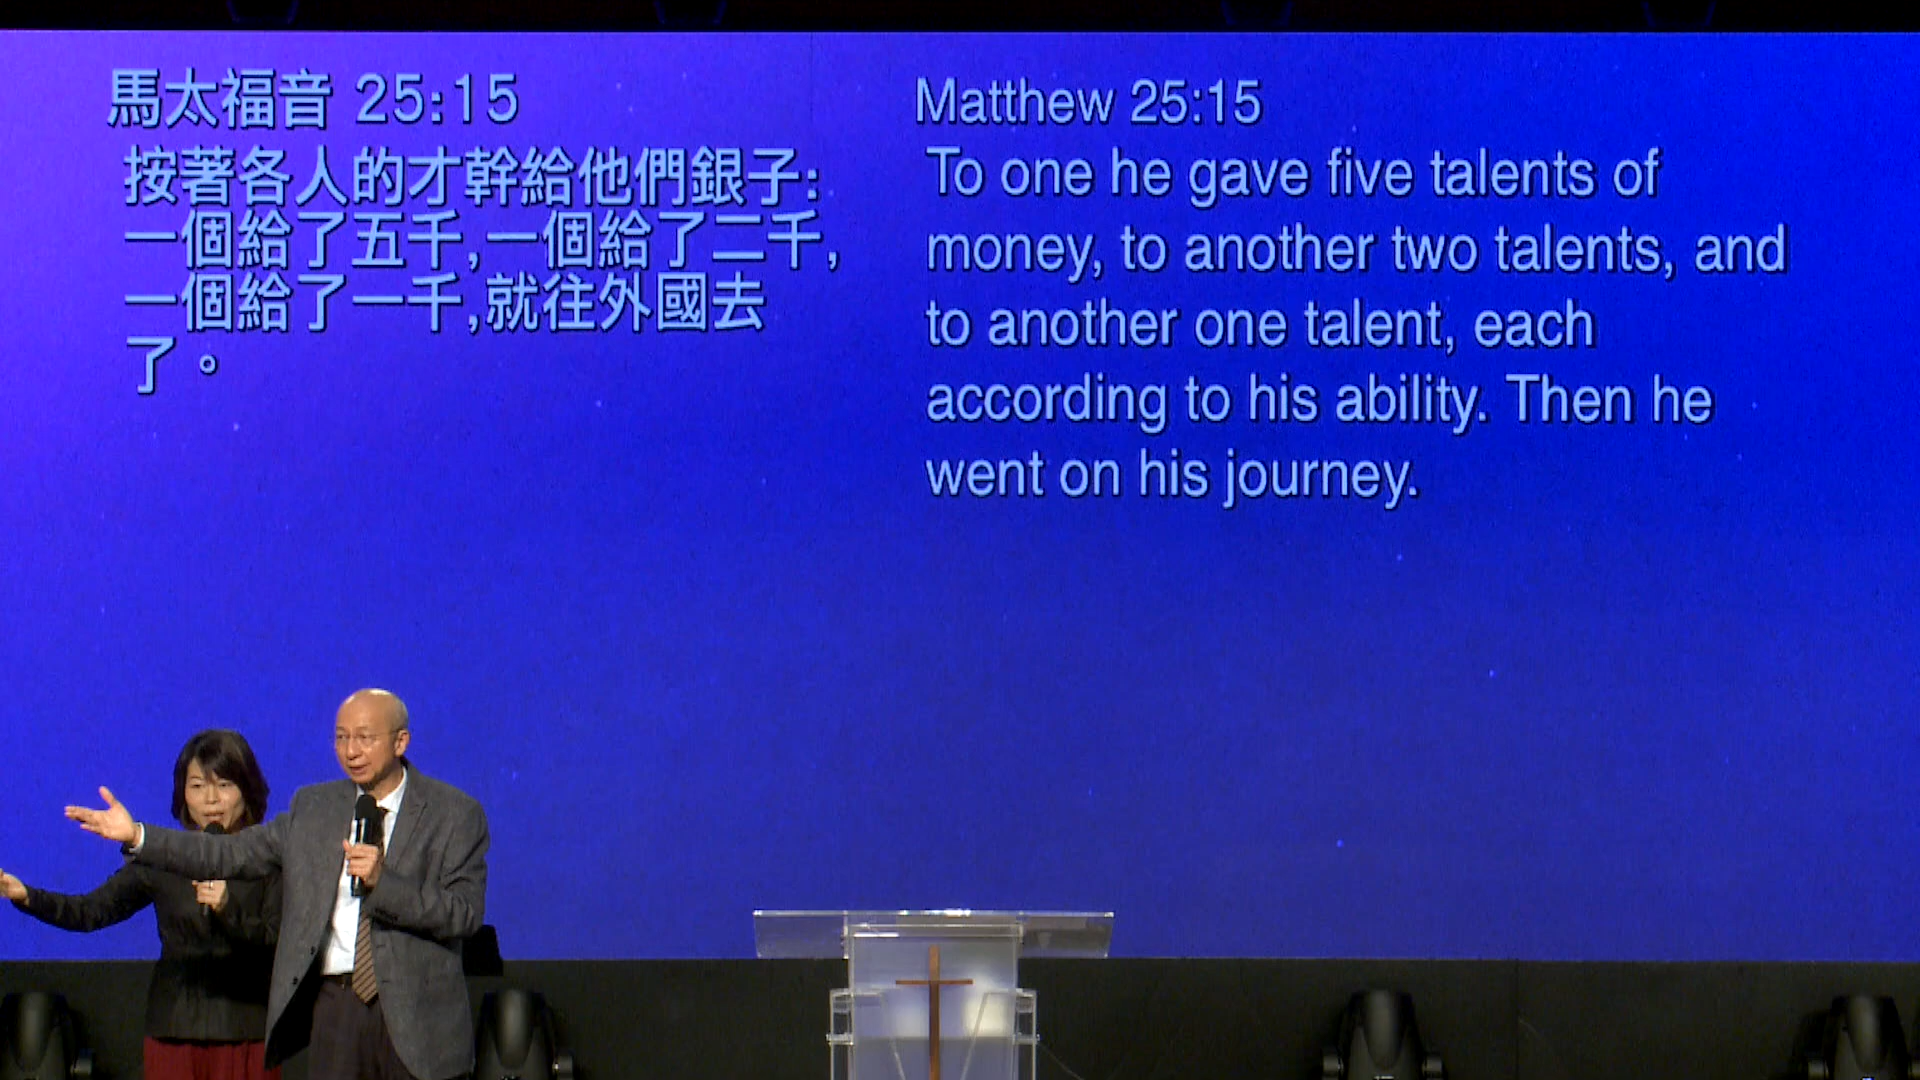 馬太福音 25:15
按著各人的才幹給他們銀子:
一個給了五千,一個給了二千,
一個給了一千,就往外國去
了。
Matthew 25:15
To one he gave five talents of
money, to another two talents, and
to another one talent, each
according to his ability. Then he
went on his journey.